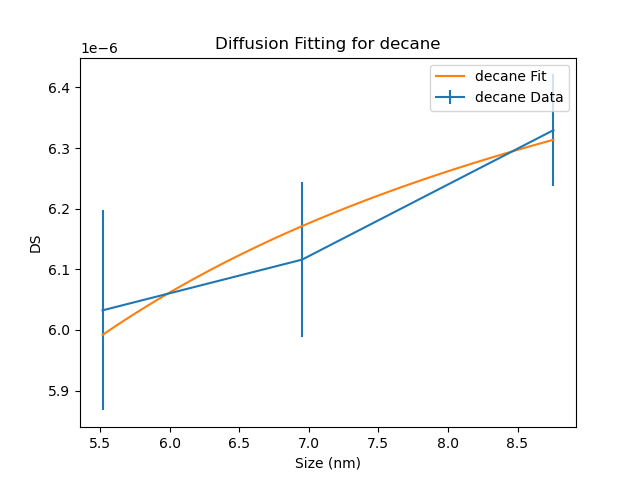 Diffusion Fitting for decane
1e−6
decane Fit
decane Data
6.4
6.3
6.2
6.1
6.0
5.9
DS
5.5 6.0 6.5 7.0 7.5 8.0 8.5
Size (nm)